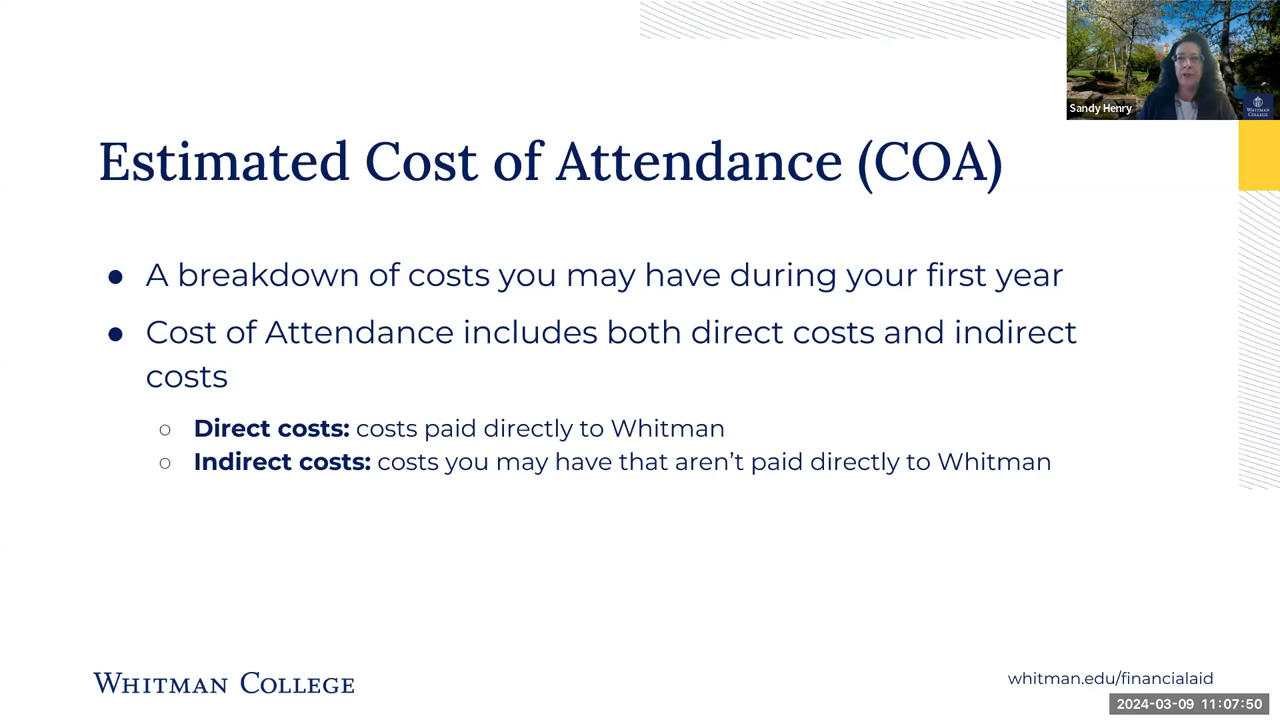 Sandy Henry
WHITMAN
COLLEGE
Estimated Cost of Attendance (COA)
● A breakdown of costs you may have during your first year
● Cost of Attendance includes both direct costs and indirect
costs
○ Direct costs: costs paid directly to Whitman
○ Indirect costs: costs you may have that aren’t paid directly to Whitman
WHITMAN COLLEGE
whitman.edu/financialaid
2024-03-09 11:07:50